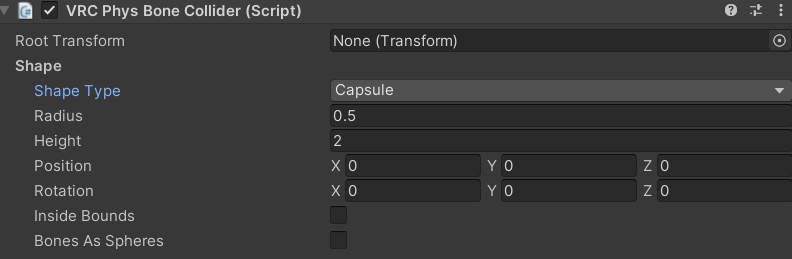 VRC Phys Bone Collider (Script)
Root Transform None (Transform)
Shape
Shape Type Capsule
Radius 0.5
Height 2
Position X 0 Y 0 Z 0
Rotation X 0 Y 0 Z 0
Inside Bounds
Bones As Spheres